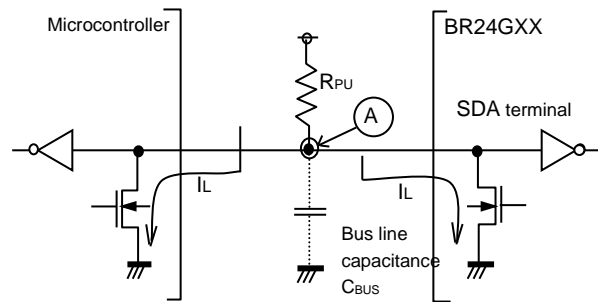 Microcontroller
BR24GXX
RPU
A
SDA terminal
IL
IL
Bus line
capacitance
CBUS